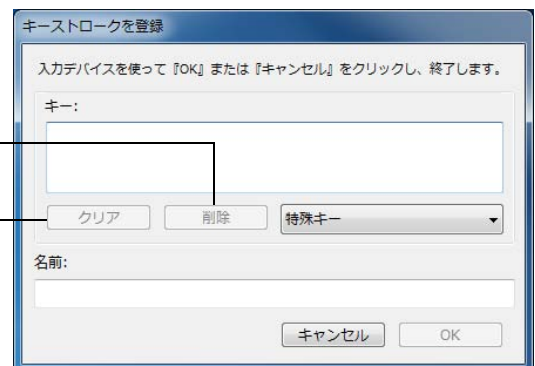 キーストロークを登録
入力デバイスを使って『OK』または『キャンセル』をクリックし、終了します。
キー:
クリア 削除 特殊キー
名前:
キャンセル OK